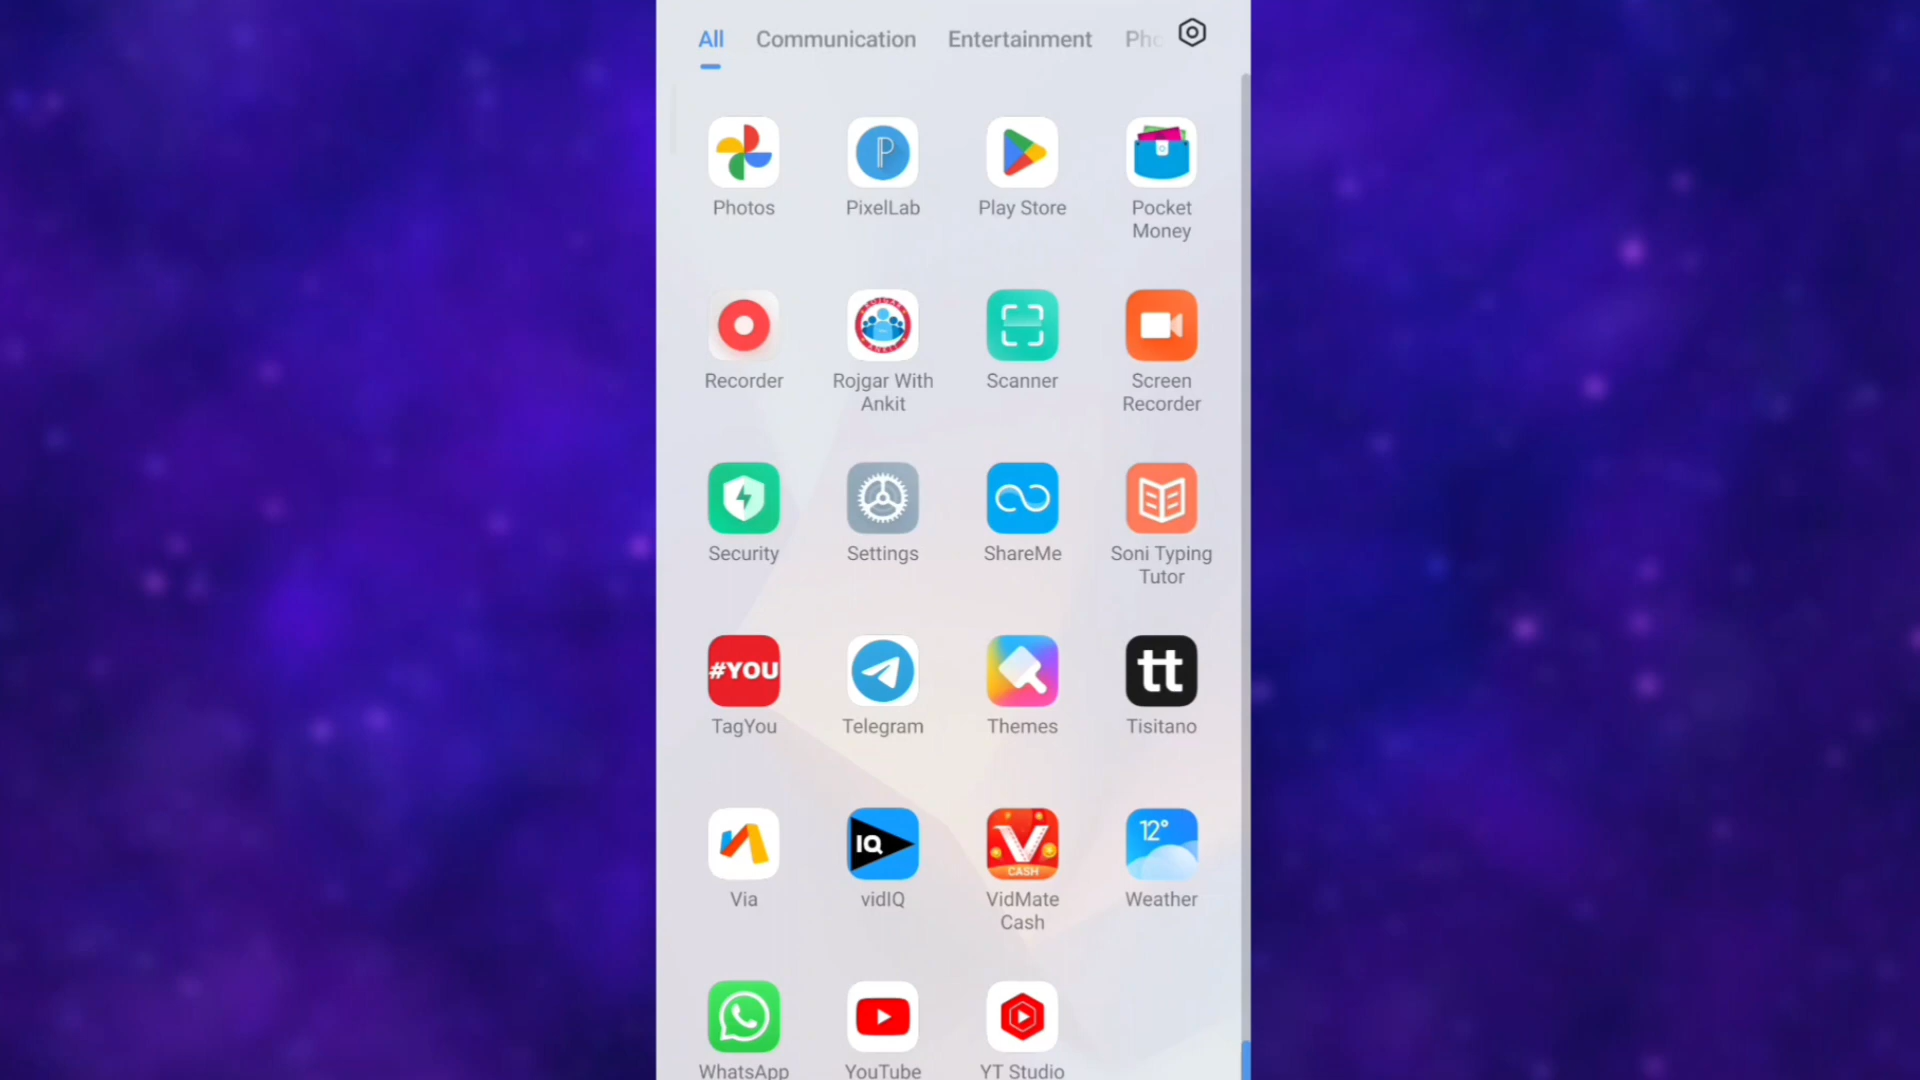 All Communication Entertainment Pho
Photos PixelLab Play Store Pocket
Money
Recorder Rojgar With Scanner Screen
Ankit Recorder
Security Settings ShareMe Soni Typing
Tutor
#YOU
tt
TagYou Telegram Themes Tisitano
IQ
V
CASH
12°
Via vidIQ VidMate Weather
Cash
WhatsApp YouTube YT Studio